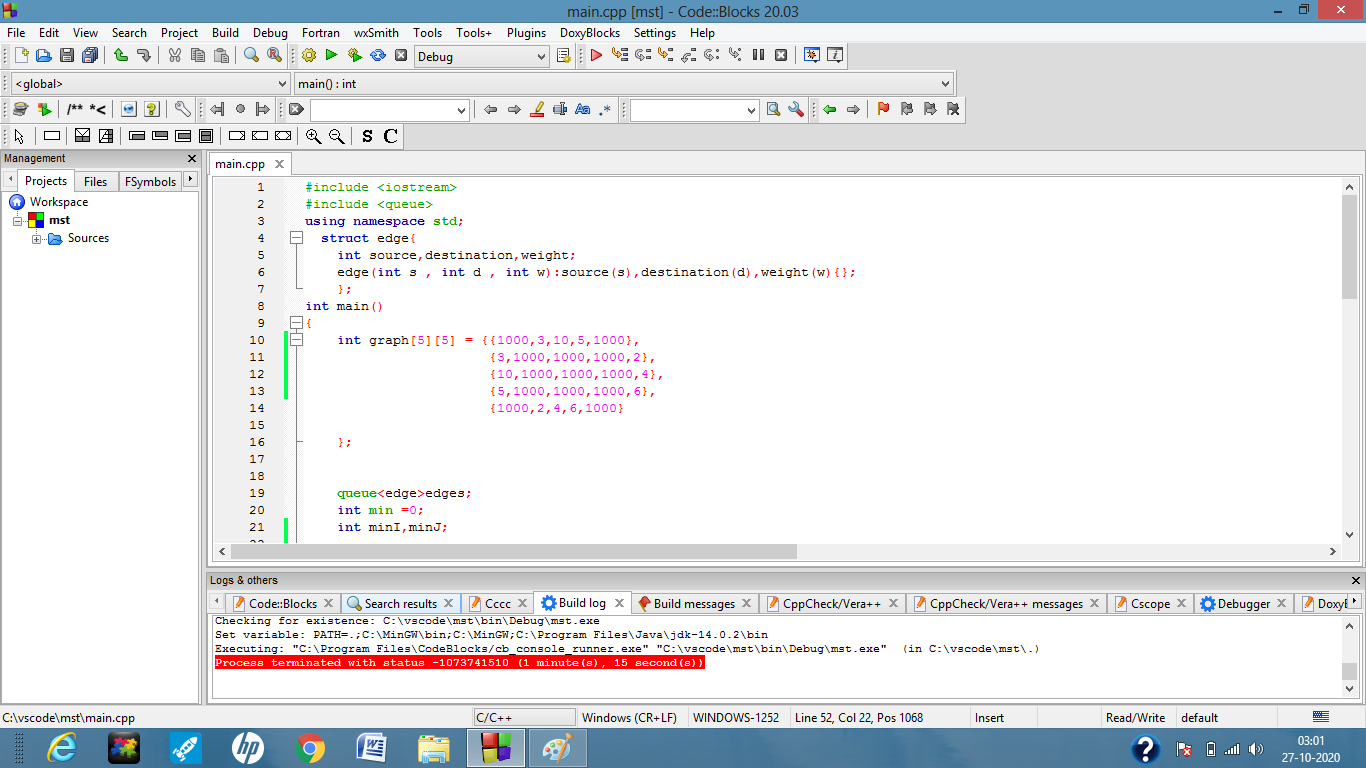 main.cpp [mst] - Code::Blocks 20.03
File Edit View Search Project Build Debug Fortran wxSmith Tools Tools+ Plugins DoxyBlocks Settings Help
Debug
<global> main() : int
/** *<
Aa .*
S C
Management
Projects Files FSymbols
Workspace
mst
Sources
main.cpp
1 #include <iostream>
2 #include <queue>
3 using namespace std;
4 struct edge{
5 int source,destination,weight;
6 edge(int s , int d , int w):source(s),destination(d),weight(w){};
7 };
8 int main()
9 {
10 int graph[5][5] = {{1000,3,10,5,1000},
11 {3,1000,1000,1000,2},
12 {10,1000,1000,1000,4},
13 {5,1000,1000,1000,6},
14 {1000,2,4,6,1000}
15
16 };
17
18
19 queue<edge>edges;
20 int min =0;
21 int minI,minJ;
Logs & others
Code::Blocks Search results Cccc Build log Build messages CppCheck/Vera++ CppCheck/Vera++ messages Cscope Debugger DoxyB
Checking for existence: C:\vscode\mst\bin\Debug\mst.exe
Set variable: PATH=.;C:\MinGW\bin;C:\MinGW;C:\Program Files\Java\jdk-14.0.2\bin
Executing: "C:\Program Files\CodeBlocks/cb_console_runner.exe" "C:\vscode\mst\bin\Debug\mst.exe" (in C:\vscode\mst\.)
Process terminated with status -1073741510 (1 minute(s), 15 second(s))
C:\vscode\mst\main.cpp C/C++ Windows (CR+LF) WINDOWS-1252 Line 52, Col 22, Pos 1068 Insert Read/Write default
hp
03:01
27-10-2020